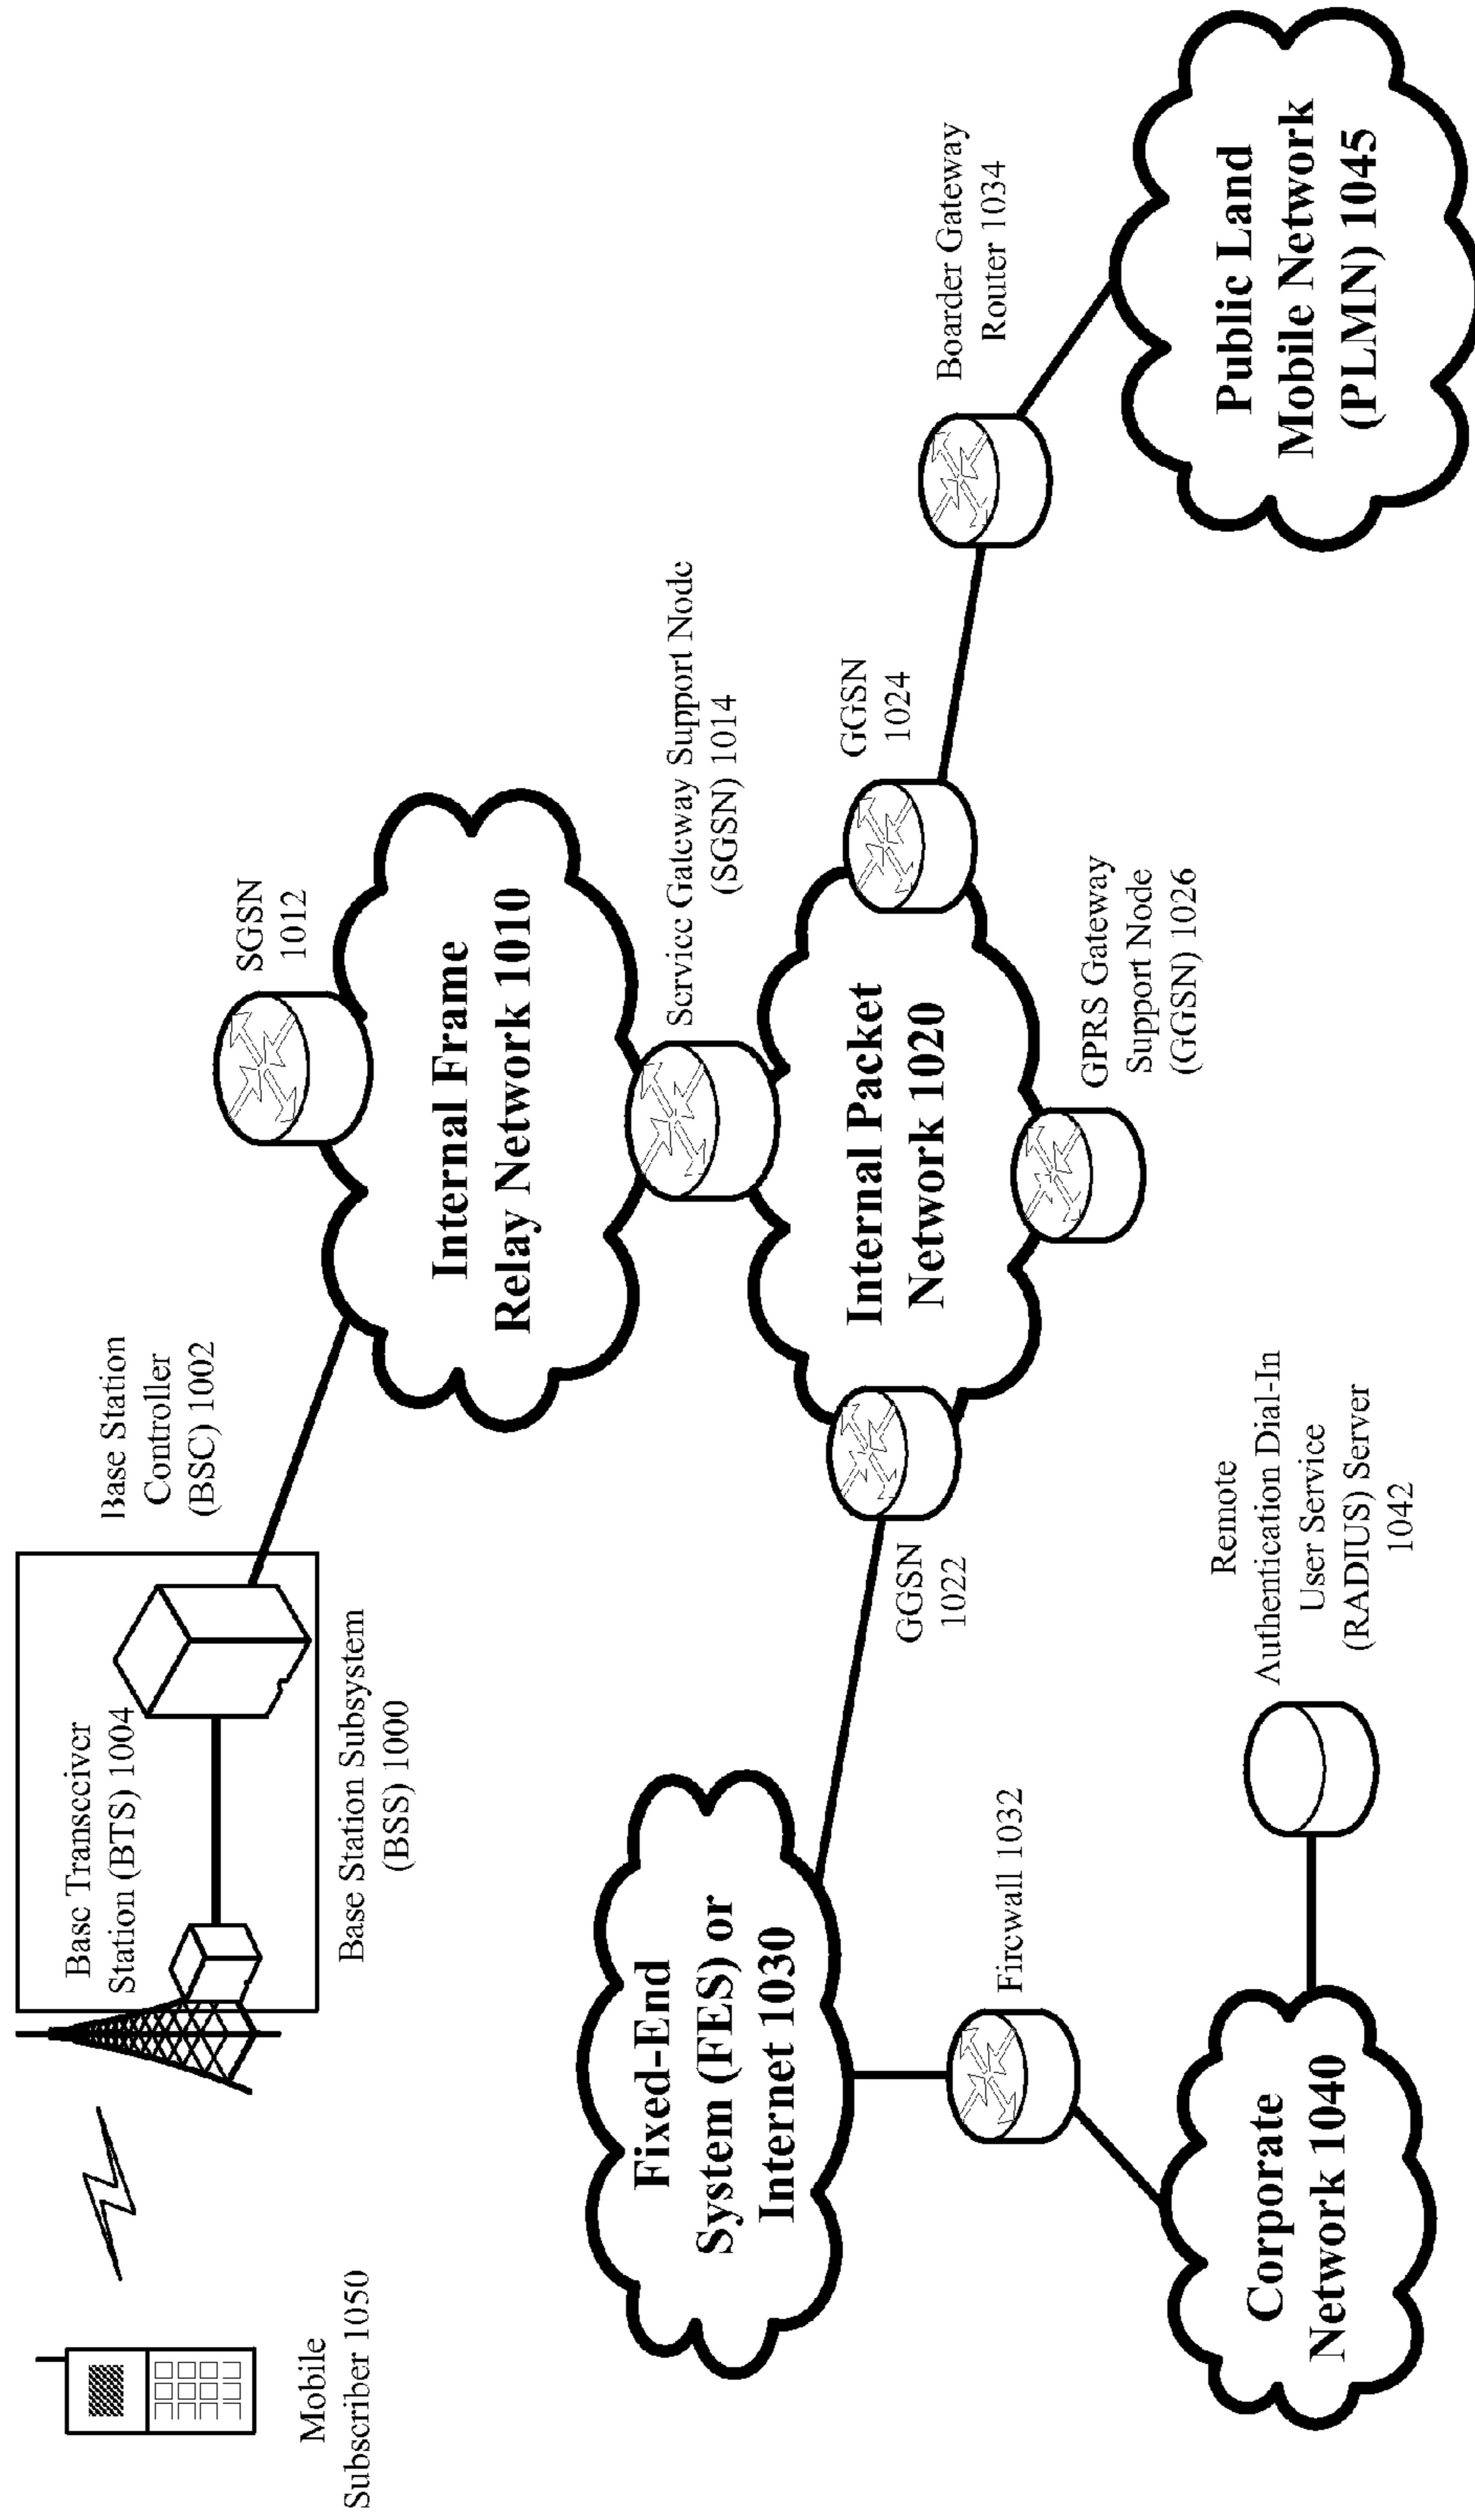 Mobile
Subscriber 1050
Base Transceiver
Station (BTS) 1004
Base Station Subsystem
(BSS) 1000
Base Station
Controller
(BSC) 1002
SGSN
1012
Internal Frame
Relay Network 1010
Service Gateway Support Node
(SGSN) 1014
Fixed-End
System (FES) or
Internet 1030
GGSN
1022
Internal Packet
Network 1020
GGSN
1024
Boarder Gateway
Router 1034
Firewall 1032
GPRS Gateway
Support Node
(GGSN) 1026
Corporate
Network 1040
Remote
Authentication Dial-In
User Service
(RADIUS) Server
1042
Public Land
Mobile Network
(PLMN) 1045